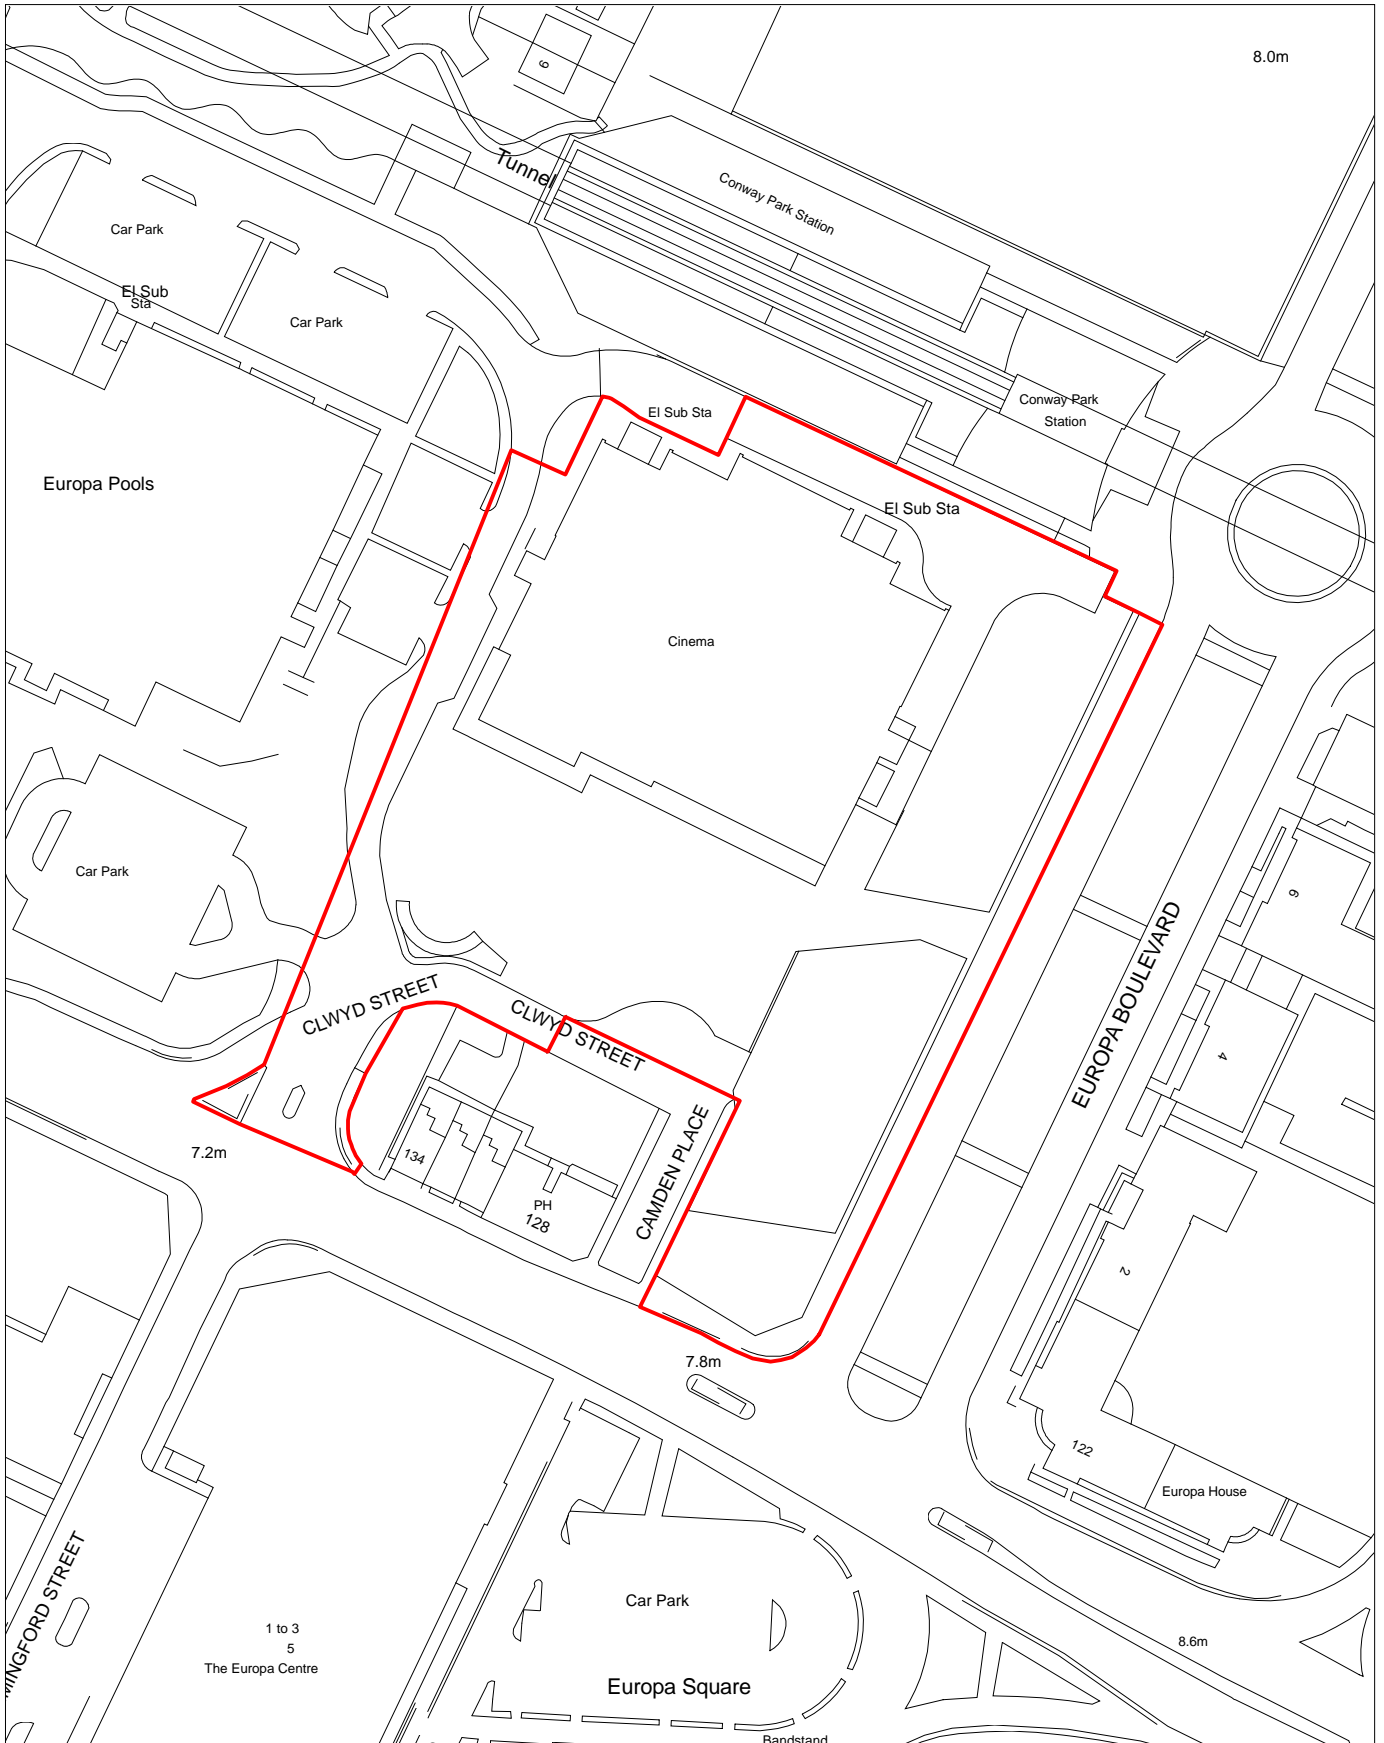 8.0m
6
Tunnel
Conway Park Station
Car Park
El Sub
Sta
Car Park
Conway Park
Station
El Sub Sta
Europa Pools
El Sub Sta
Cinema
Car Park
6
CLWYD STREET
CLWYD STREET
EUROPA BOULEVARD
4
7.2m
134
PH
128
CAMDEN PLACE
2
7.8m
122
Europa House
MINGFORD STREET
Car Park
1 to 3
5
The Europa Centre
8.6m
Europa Square
Bandstand